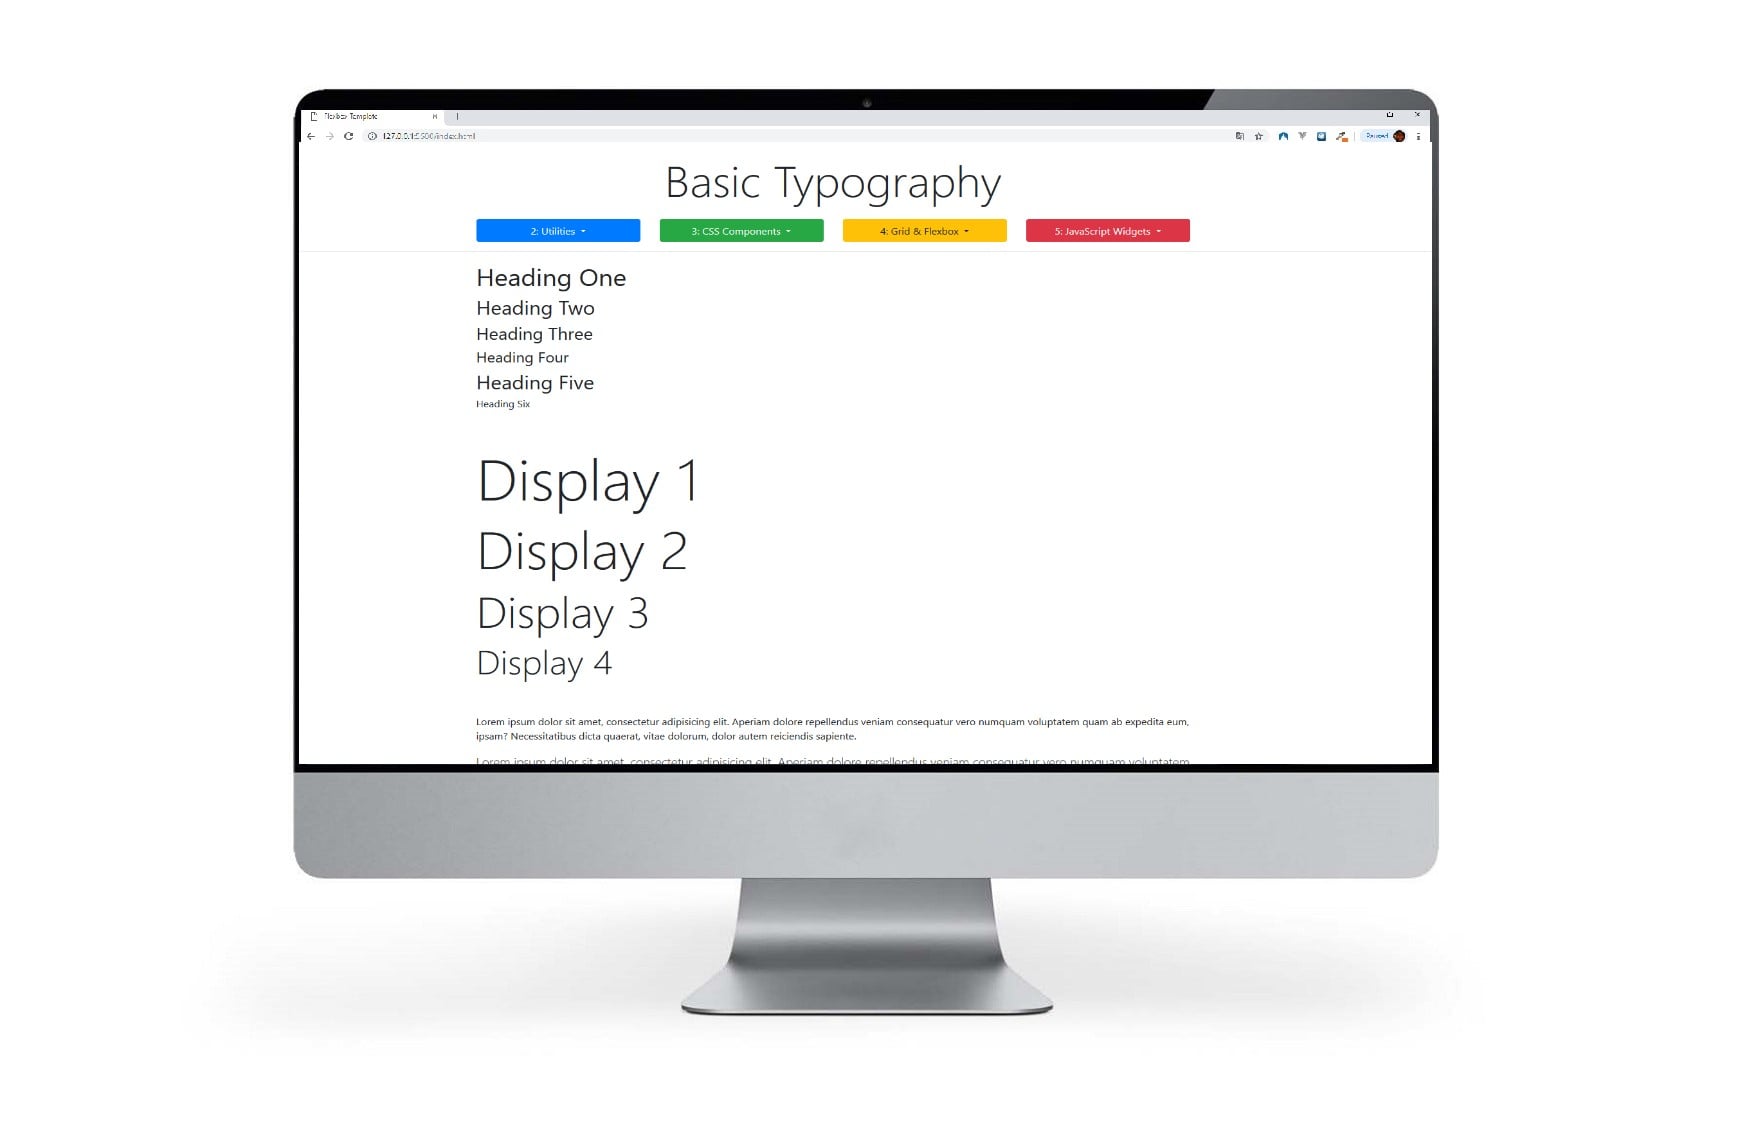 Flexbox Template
127.0.0.1:5500/index.html
Paused
Basic Typography
2: Utilities
3: CSS Components
4: Grid & Flexbox
5: JavaScript Widgets
Heading One
Heading Two
Heading Three
Heading Four
Heading Five
Heading Six
Display 1
Display 2
Display 3
Display 4
Lorem ipsum dolor sit amet, consectetur adipisicing elit. Aperiam dolore repellendus veniam consequatur vero numquam voluptatem quam ab expedita eum,
ipsam? Necessitatibus dicta quaerat, vitae dolorum, dolor autem reiciendis sapiente.
Lorem ipsum dolor sit amet, consectetur adipisicing elit. Aperiam dolore repellendus veniam consequatur vero numquam voluptatem